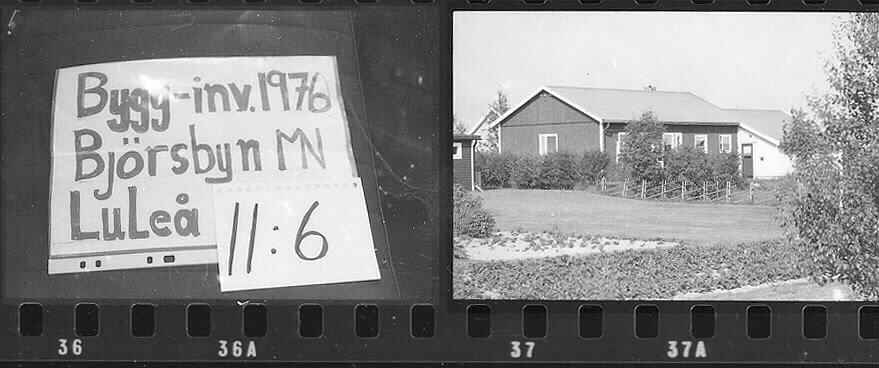 Bygg-inv. 1976
Björsbyn MN
Luleå
11:6
36
36A
37
37A